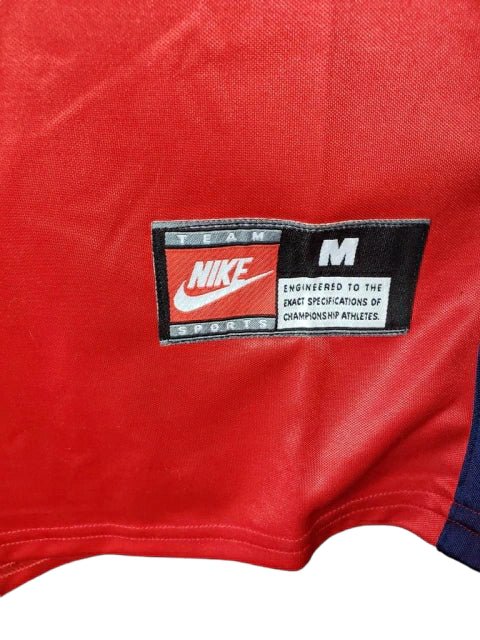 TEAM
NIKE
SPORTS
M
ENGINEERED TO THE
EXACT SPECIFICATIONS OF
CHAMPIONSHIP ATHLETES.